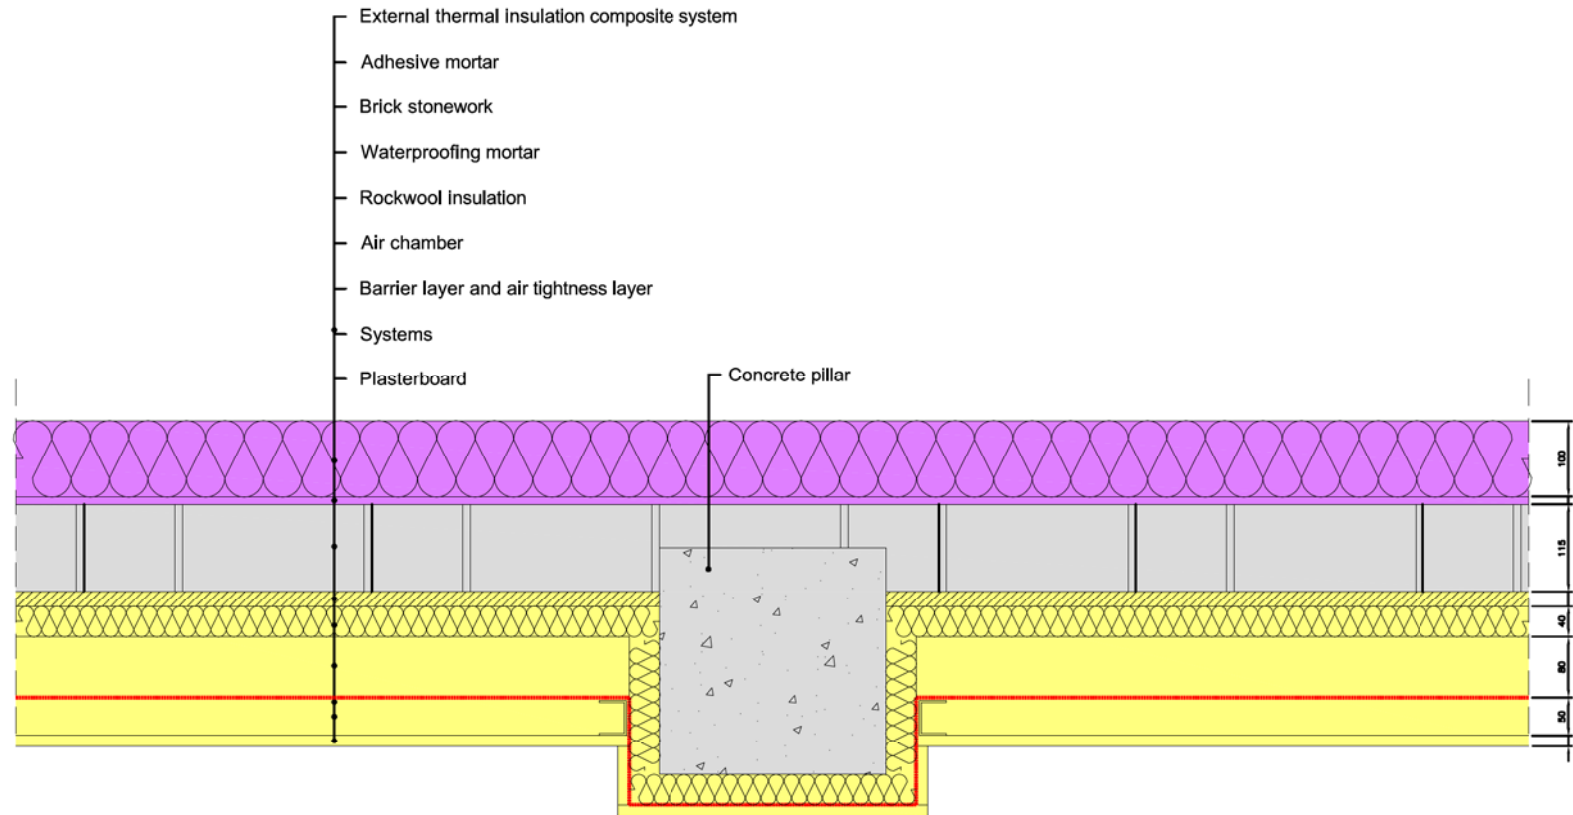 External thermal insulation composite system
Adhesive mortar
Brick stonework
Waterproofing mortar
Rockwool insulation
Air chamber
Barrier layer and air tightness layer
Systems
Plasterboard
Concrete pillar
100
115
40
80
50